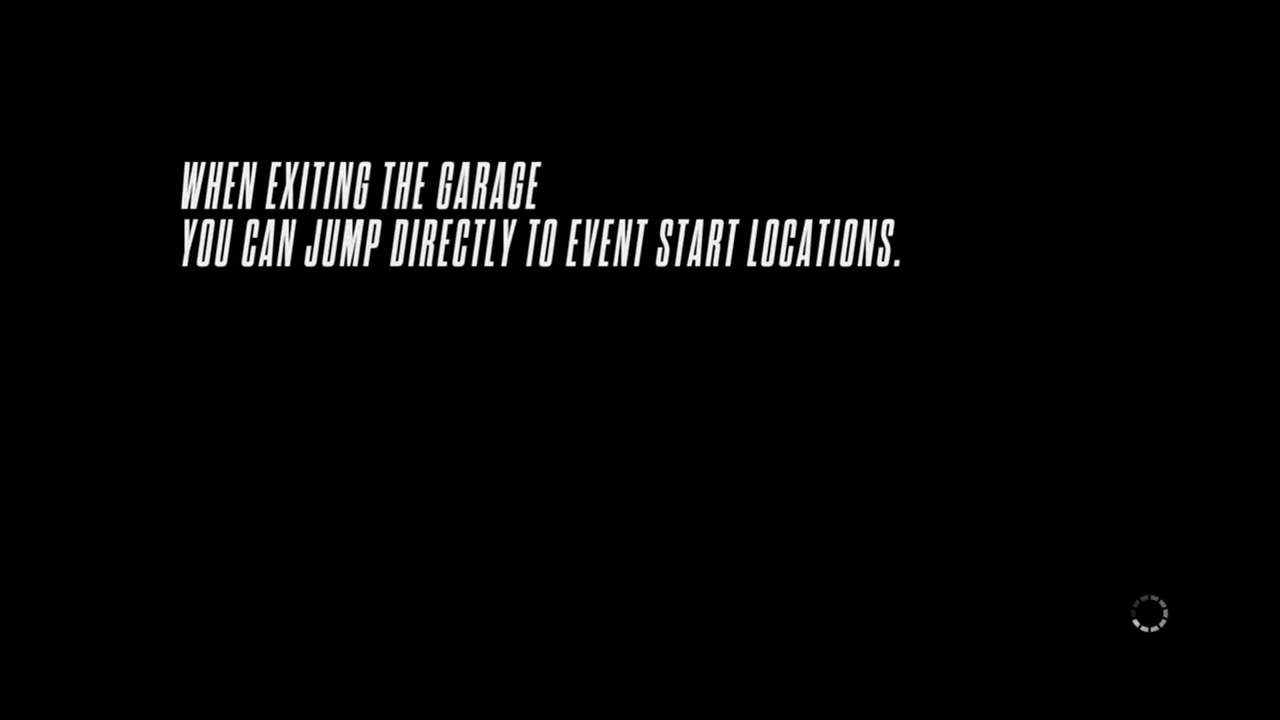 WHEN EXITING THE GARAGE
YOU CAN JUMP DIRECTLY TO EVENT START LOCATIONS.